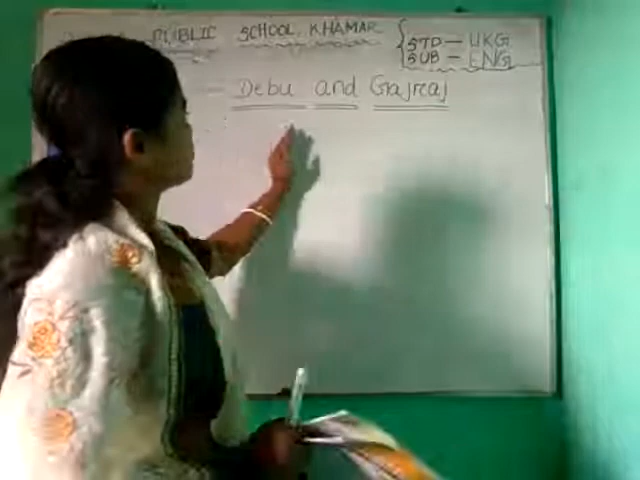 PUBLIC SCHOOL, KHAMAR
STD — UKG
SUB — ENG
Debu and Gajraj